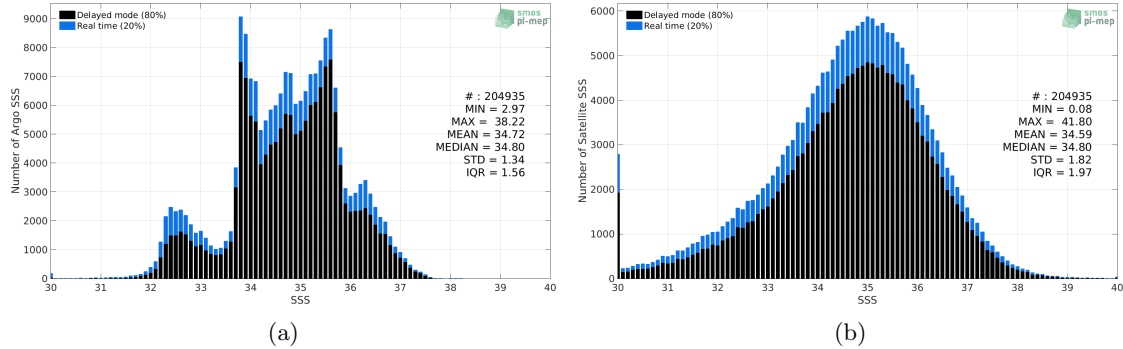 Delayed mode (80%)
Real time (20%)
smos
pi-mep
# : 204935
MIN = 2.97
MAX = 38.22
MEAN = 34.72
MEDIAN = 34.80
STD = 1.34
IQR = 1.56
Number of Argo SSS
9000
8000
7000
6000
5000
4000
3000
2000
1000
0
30 31 32 33 34 35 36 37 38 39 40
SSS
(a)
Delayed mode (80%)
Real time (20%)
smos
pi-mep
# : 204935
MIN = 0.08
MAX = 41.80
MEAN = 34.59
MEDIAN = 34.80
STD = 1.82
IQR = 1.97
Number of Satellite SSS
6000
5000
4000
3000
2000
1000
0
30 31 32 33 34 35 36 37 38 39 40
SSS
(b)